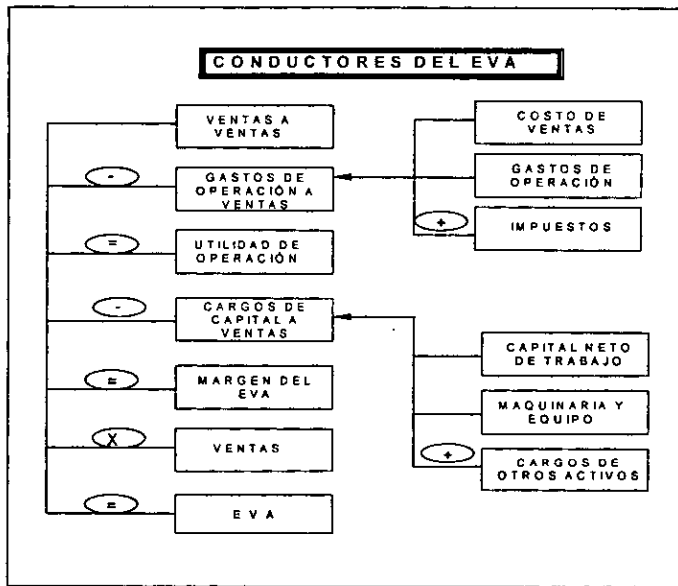 CONDUCTORES DEL EVA
VENTAS A
VENTAS
-
GASTOS DE
OPERACIÓN A
VENTAS
=
UTILIDAD DE
OPERACIÓN
-
CARGOS DE
CAPITAL A
VENTAS
=
MARGEN DEL
EVA
X
VENTAS
=
EVA
COSTO DE
VENTAS
GASTOS DE
OPERACIÓN
+
IMPUESTOS
CAPITAL NETO
DE TRABAJO
MAQUINARIA Y
EQUIPO
+
CARGOS DE
OTROS ACTIVOS